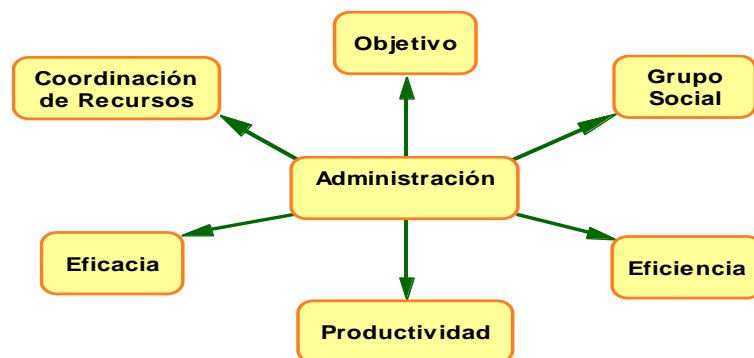 Objetivo
Coordinación
de Recursos
Grupo
Social
Administración
Eficacia
Eficiencia
Productividad